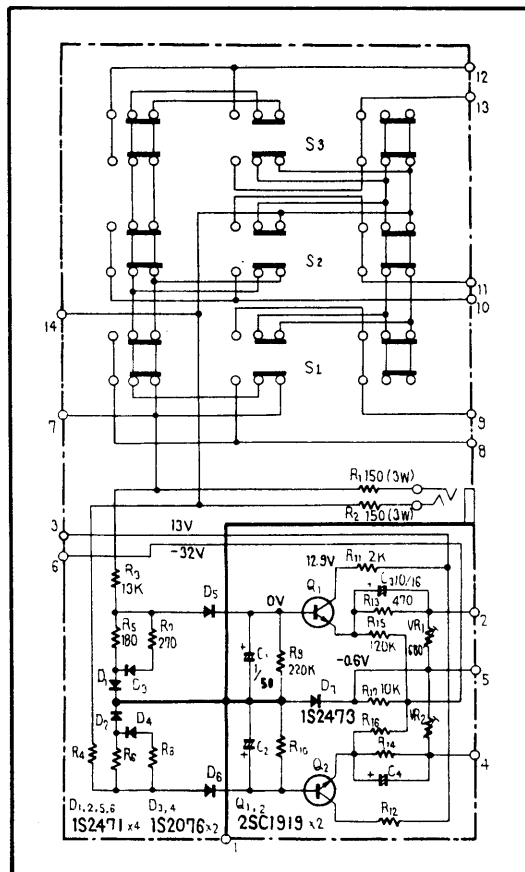 12
13
S3
S2
11
10
14
S1
9
7
8
R1 150 (3W)
R2 150 (3W)
3 13V
6 -32V
R3
13K
12.9V
R11 2K
C3 10/16
R13 470
R15
120K
VR1
680
2
Q1
0V
D5
R5
180
R7
270
C1
1/50
R9
220K
D1
D3
-0.6V
D7
1S2473
R17 10K
5
D2
D4
R4
R6
R8
C2
R10
R16
R14
C4
VR2
4
D6
Q2
R12
D1,2,5,6
1S2471 x4
D3,4
1S2076 x2
Q1,2
2SC1919 x2
1